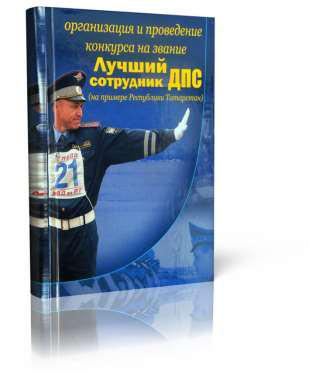 организация и проведение
конкурса на звание
Лучший
сотрудник ДПС
(на примере Республики Татарстан)
21